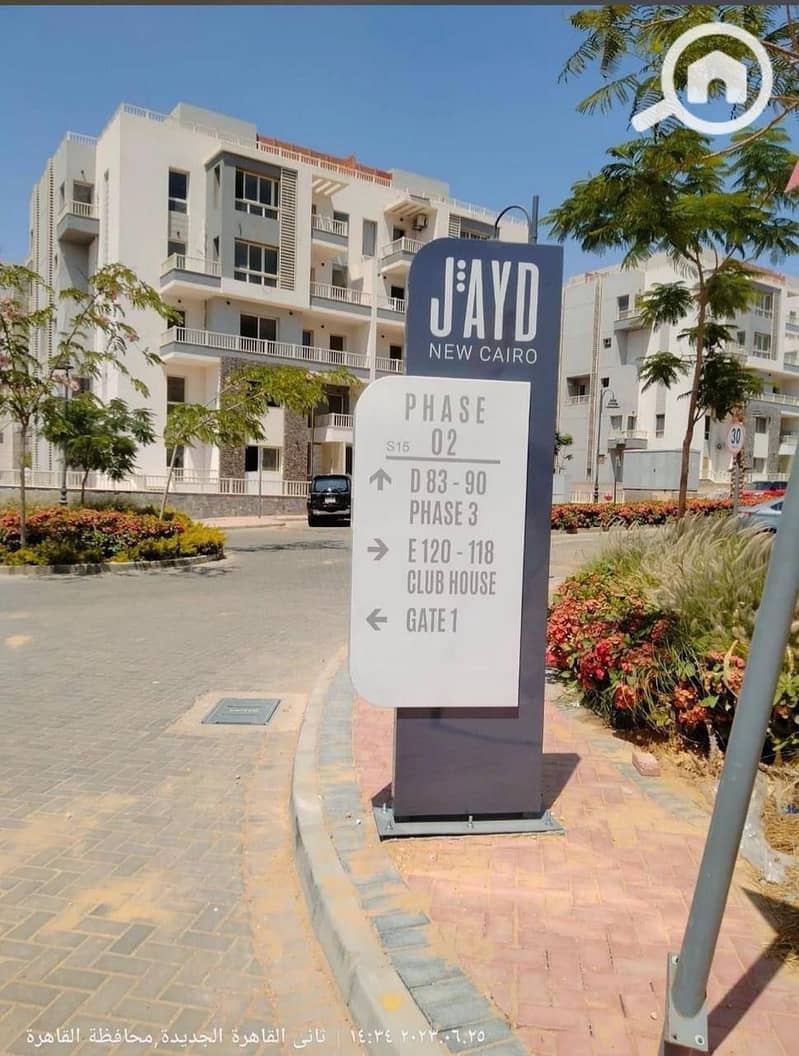 JAYD
NEW CAIRO
PHASE
S15 02
↑ D 83 - 90
PHASE 3
→ E 120 - 118
CLUB HOUSE
← GATE 1
30
ثانى القاهرة الجديدة,محافظة القاهرة | ١٤:٣٤ ٢٠٢٣.٠٦.٢٥